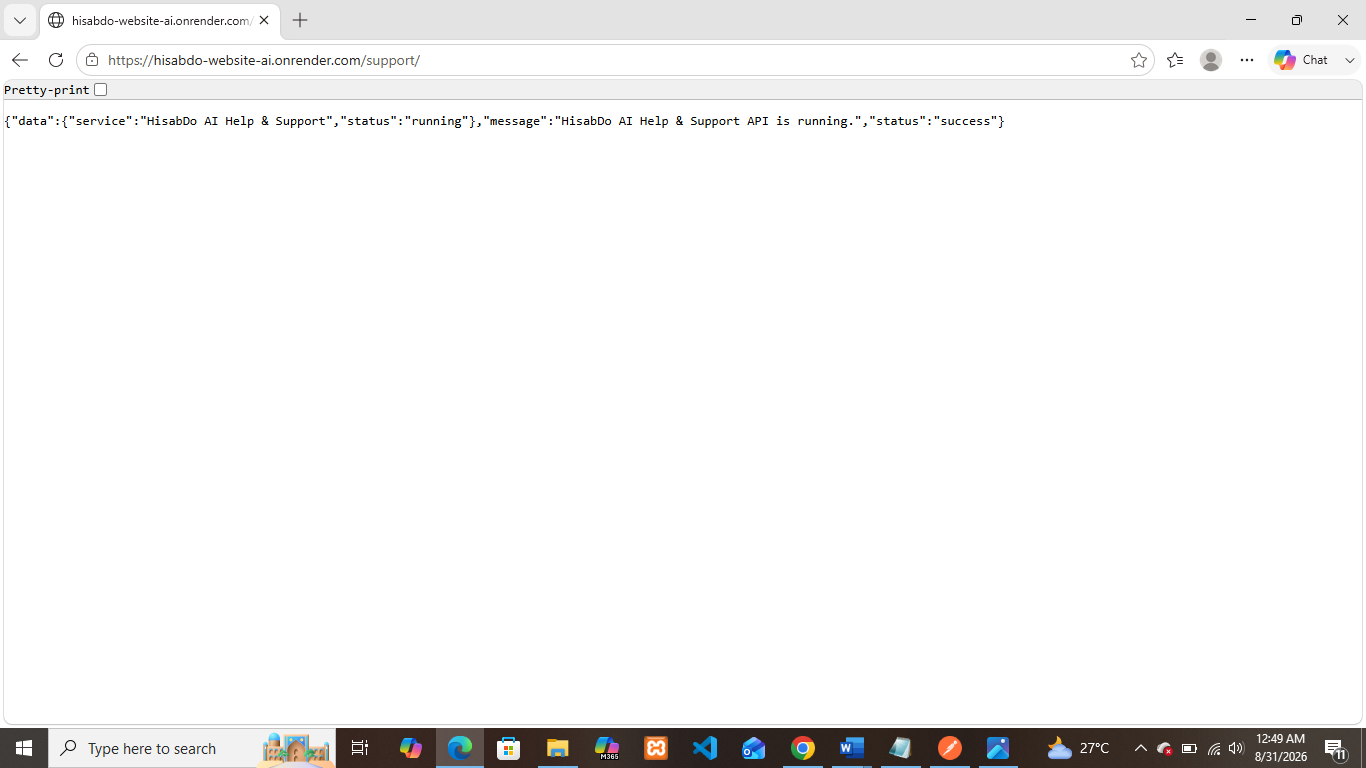 hisabdo-website-ai.onrender.com/
https://hisabdo-website-ai.onrender.com/support/
Chat
Pretty-print
{"data":{"service":"HisabDo AI Help & Support","status":"running"},"message":"HisabDo AI Help & Support API is running.","status":"success"}
Type here to search
M365
27°C
12:49 AM
8/31/2026
11